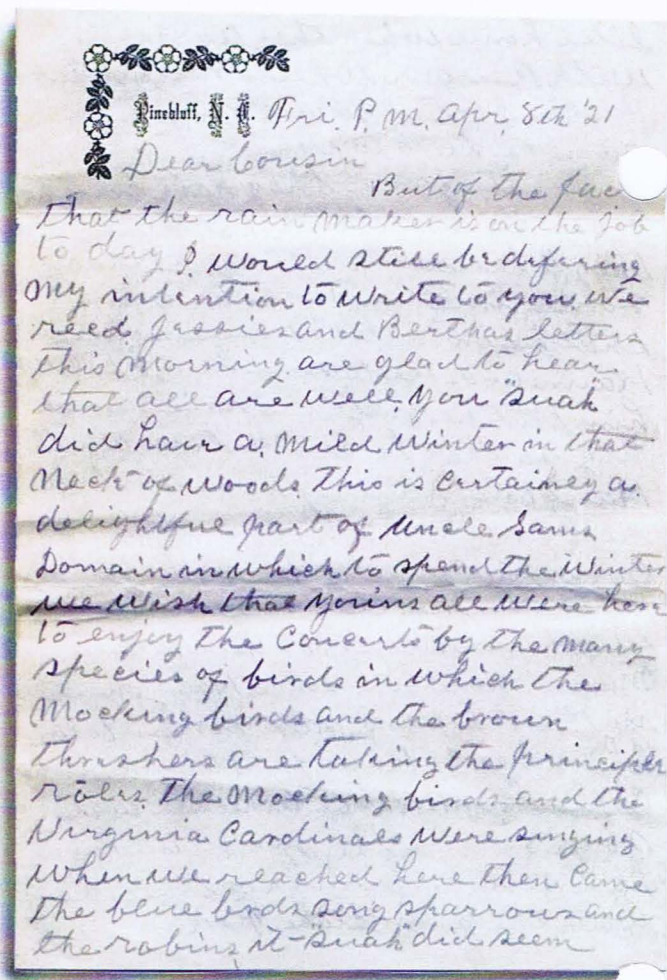 Pinebluff, N. C. Fri. P. M. Apr. 8th '21
Dear Cousin
But of the fac
that the rain maker is on the Job
to day I would still be defering
My intention to write to you. We
recd. Jessies and Berthas letters
this Morning. are glad to hear
that all are well. You "suah"
did have a. Mild Winter in that
Neck of woods. This is certainey a.
delightful part of Uncle Sams
Domain in which to spend the Winter
we wish that youins all were here
to enjoy the Concerts by the many
species of birds in which the
Mocking birds and the brown
thrushers are taking the principle
roles. The Mocking birds and the
Virginia Cardinals were singing
when we reached here then Came
the blue birds song sparrows and
the robins it "suah" did seem